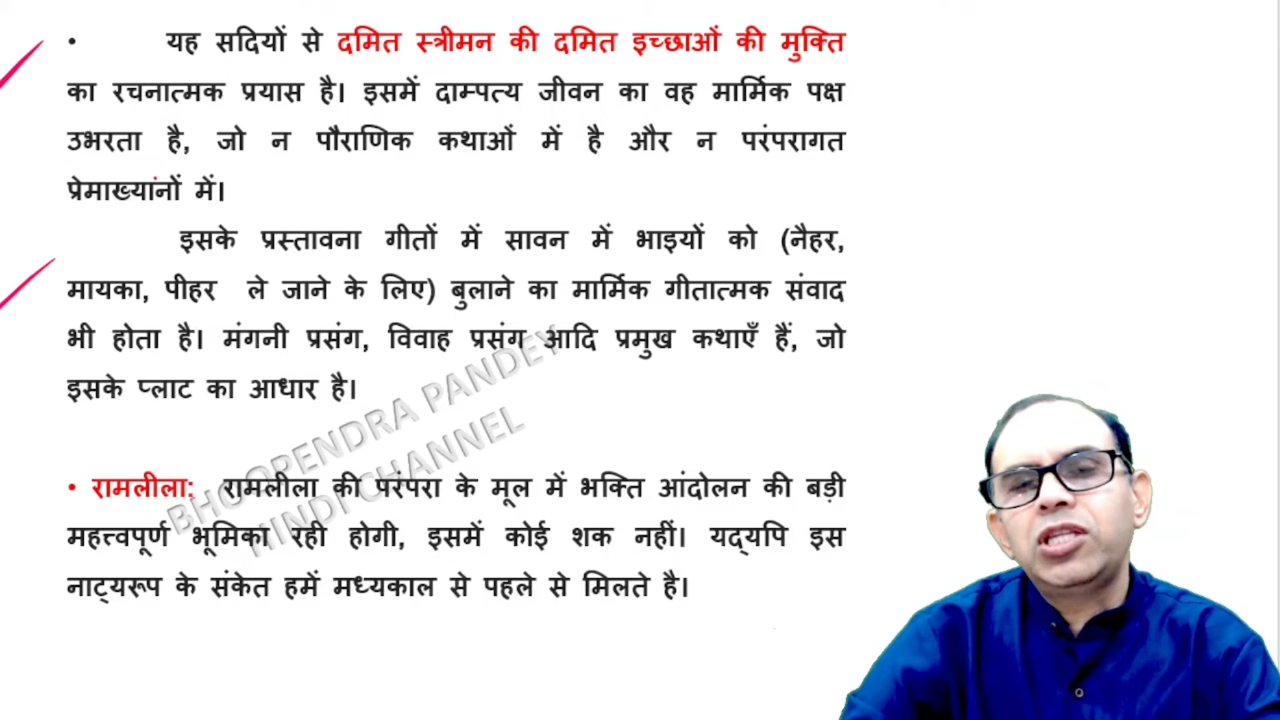 • यह सदियों से दमित स्त्रीमन की दमित इच्छाओं की मुक्ति
का रचनात्मक प्रयास है। इसमें दाम्पत्य जीवन का वह मार्मिक पक्ष
उभरता है, जो न पौराणिक कथाओं में है और न परंपरागत
प्रेमाख्यांनों में।
इसके प्रस्तावना गीतों में सावन में भाइयों को (नैहर,
मायका, पीहर ले जाने के लिए) बुलाने का मार्मिक गीतात्मक संवाद
भी होता है। मंगनी प्रसंग, विवाह प्रसंग आदि प्रमुख कथाएँ हैं, जो
इसके प्लाट का आधार है।
• रामलीला: रामलीला की परंपरा के मूल में भक्ति आंदोलन की बड़ी
महत्त्वपूर्ण भूमिका रही होगी, इसमें कोई शक नहीं। यद्यपि इस
नाट्यरूप के संकेत हमें मध्यकाल से पहले से मिलते है।
BHOOPENDRA PANDEY
HINDI CHANNEL